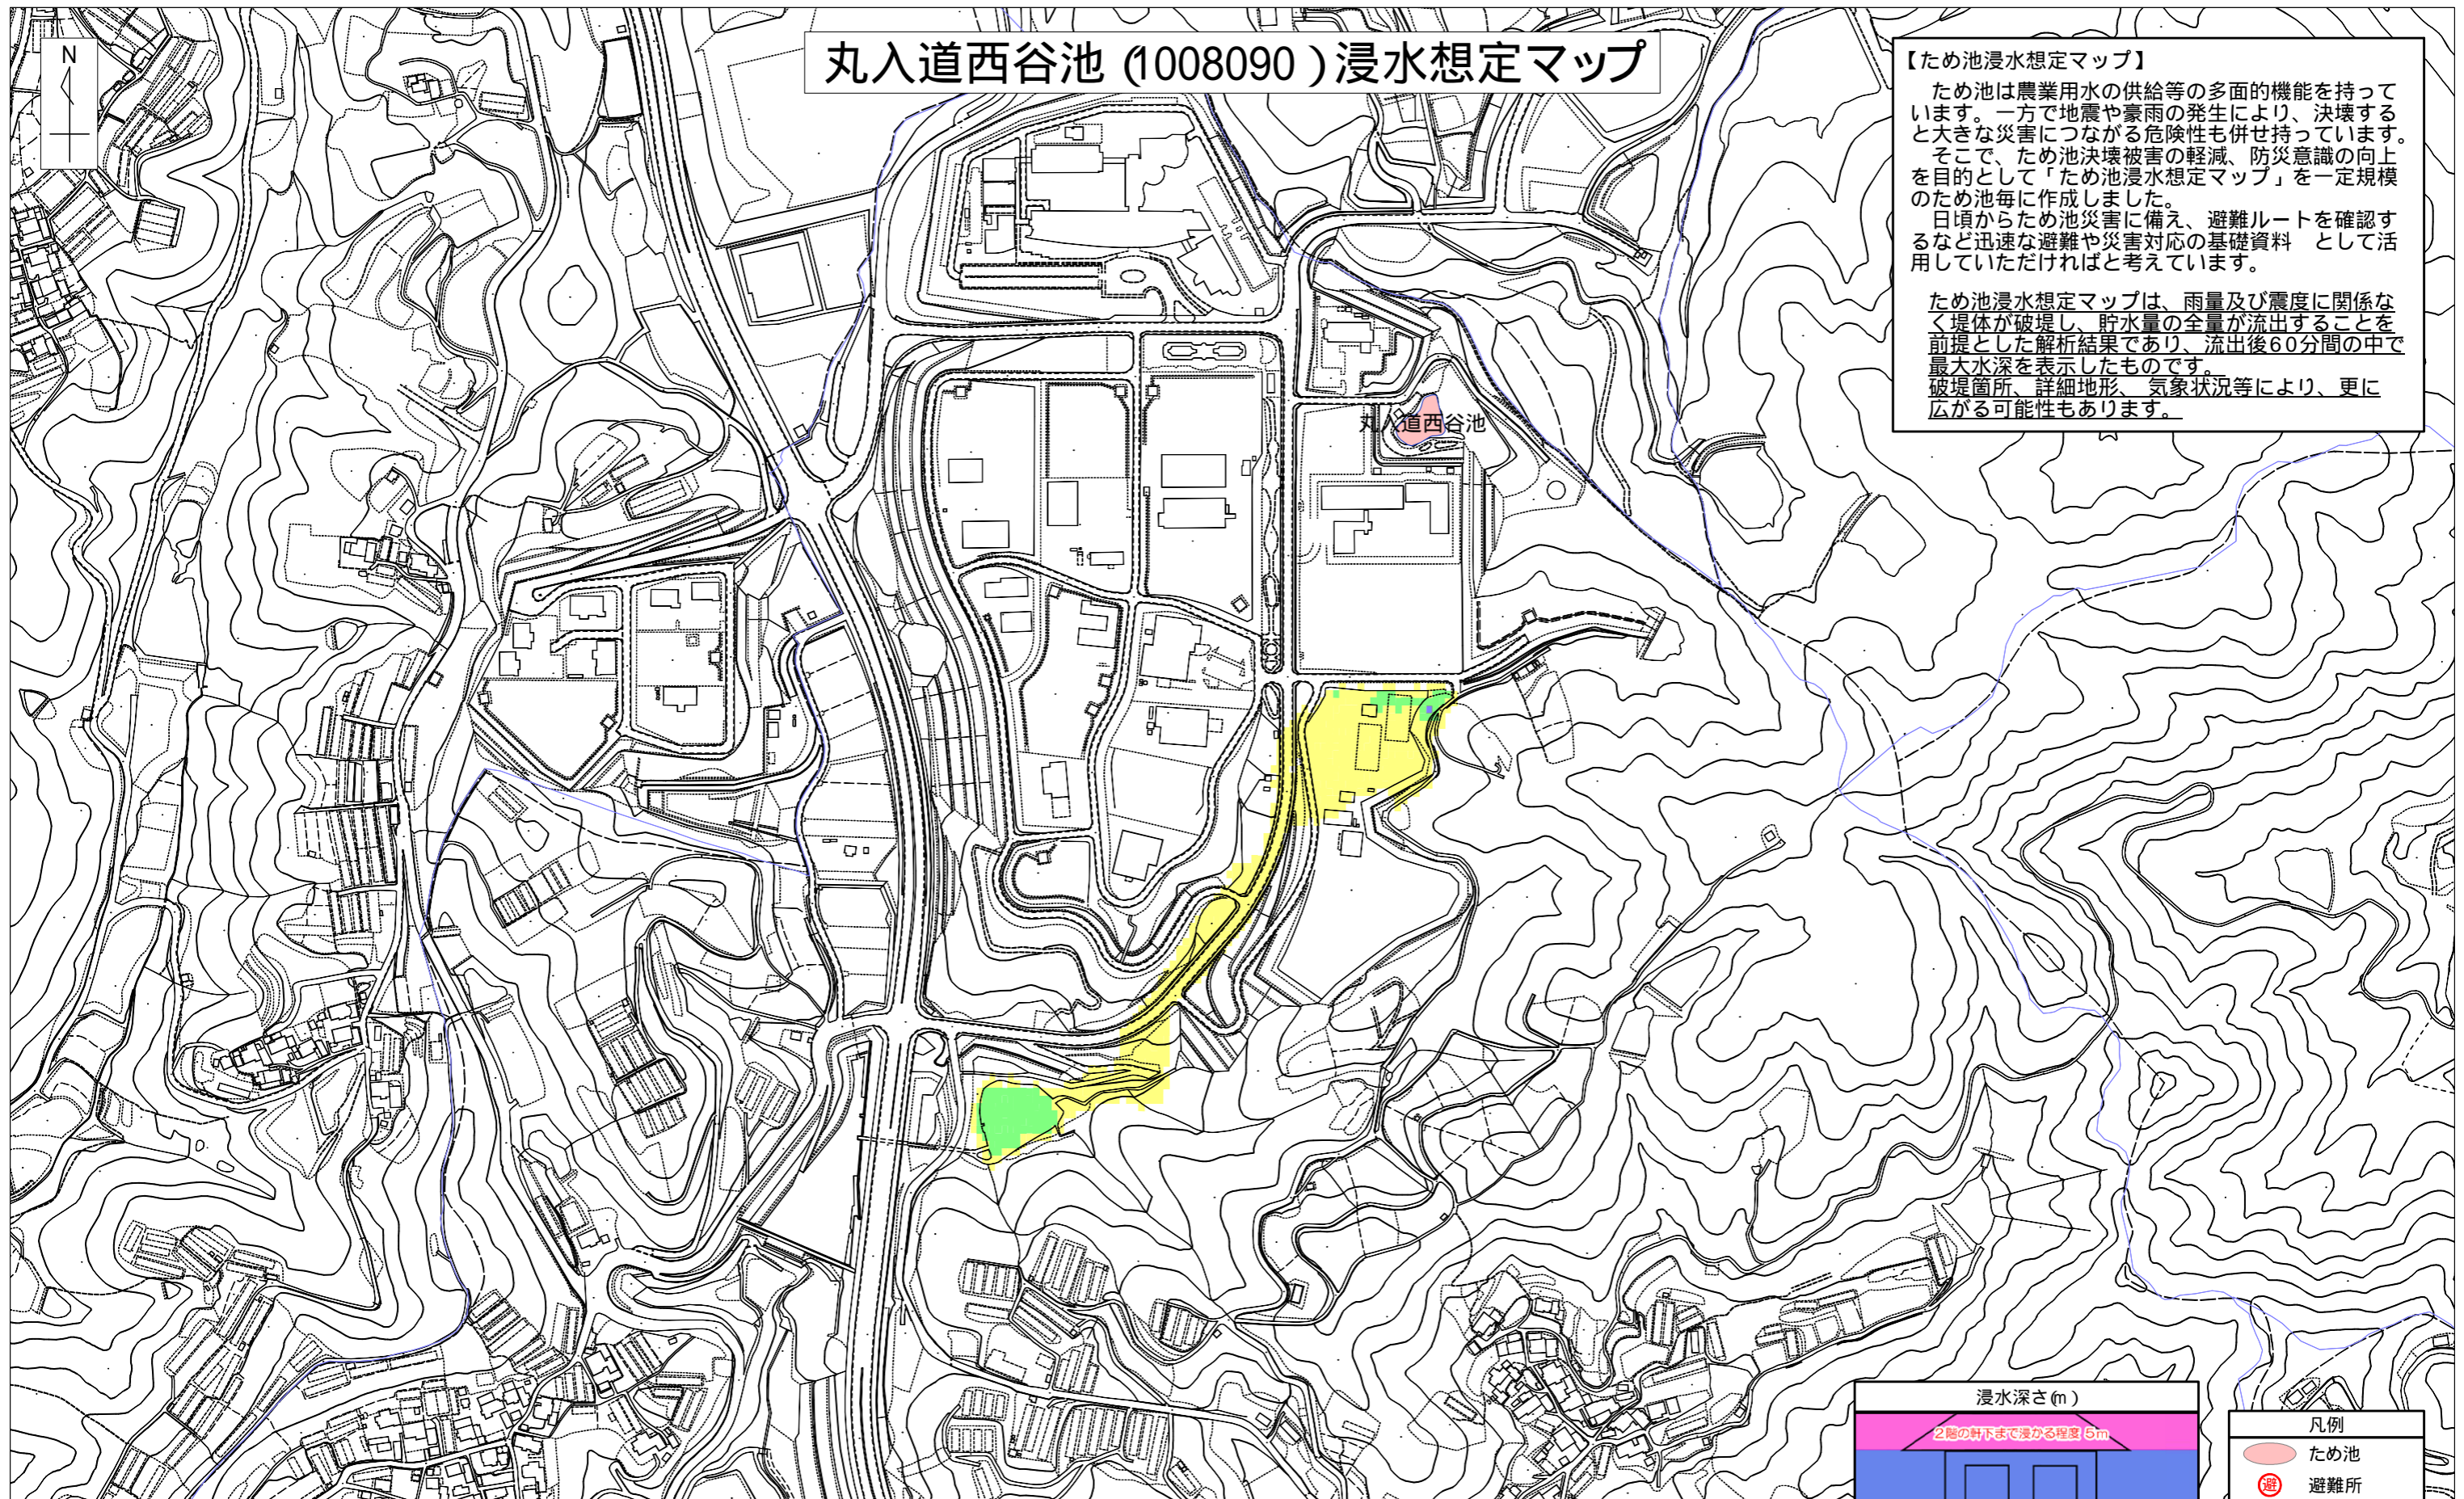 丸入道西谷池 (1008090)浸水想定マップ
N
【ため池浸水想定マップ】
ため池は農業用水の供給等の多面的機能を持って
います。一方で地震や豪雨の発生により、決壊する
と大きな災害につながる危険性も併せ持っています。
そこで、ため池決壊被害の軽減、防災意識の向上
を目的として「ため池浸水想定マップ」を一定規模
のため池毎に作成しました。
日頃からため池災害に備え、避難ルートを確認す
るなど迅速な避難や災害対応の基礎資料　として活
用していただければと考えています。
ため池浸水想定マップは、雨量及び震度に関係な
く堤体が破堤し、貯水量の全量が流出することを
前提とした解析結果であり、流出後60分間の中で
最大水深を表示したものです。
破堤箇所、詳細地形、 気象状況等により、更に
広がる可能性もあります。
丸入道西谷池
浸水深さ(m)
2階の軒下まで浸かる程度 5m
凡例
ため池
避 避難所